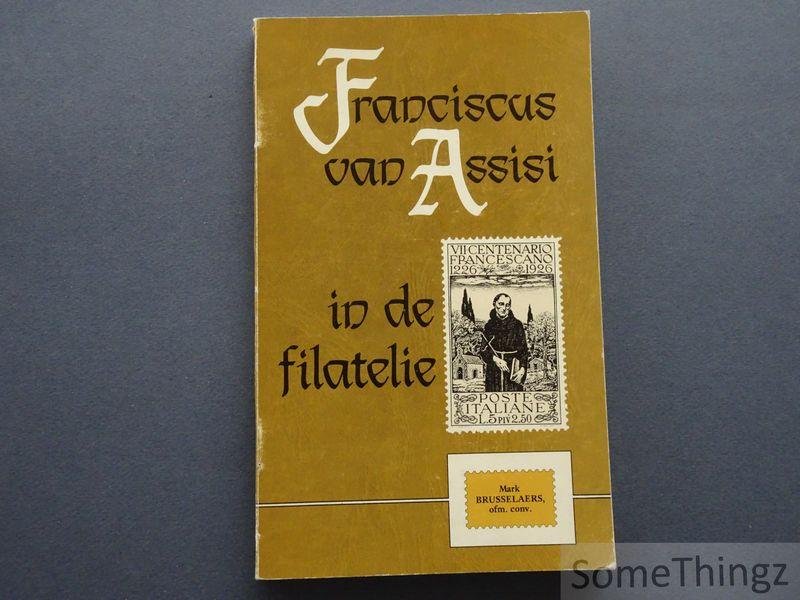 Franciscus
van Assisi
in de
filatelie
VII CENTENARIO
FRANCESCANO
1226 1926
POSTE
ITALIANE
L.5 PIV 2.50
Mark
BRUSSELAERS,
ofm. conv.
SomeThingz